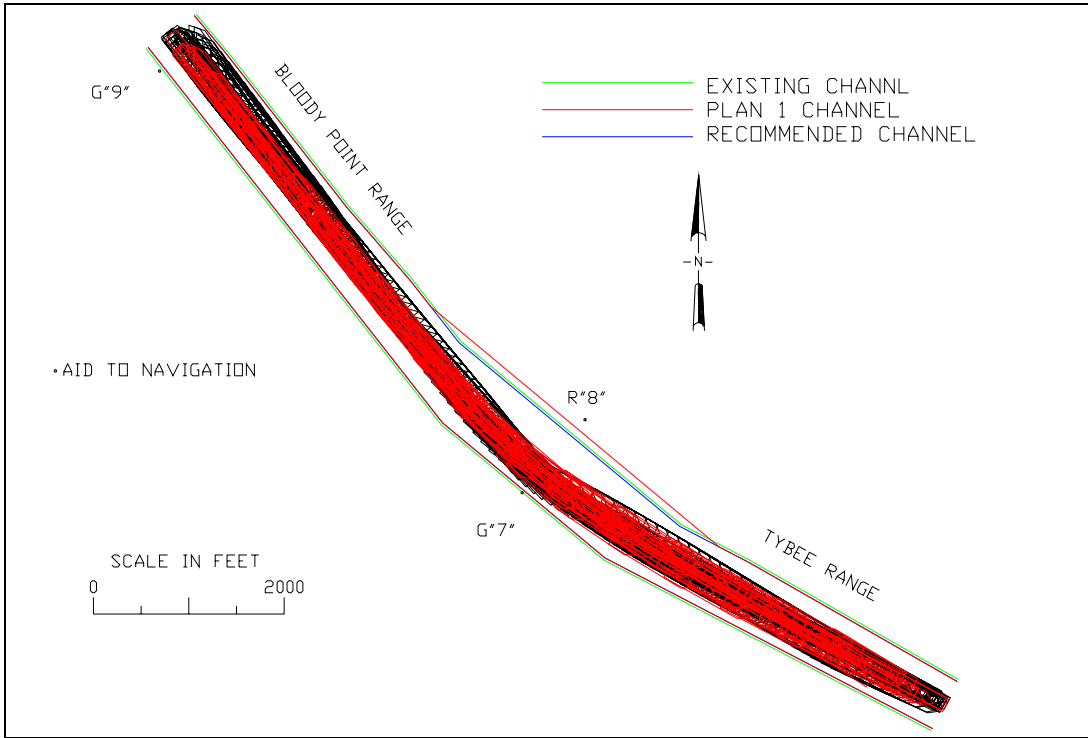 G"9"
BLOODY POINT RANGE
EXISTING CHANNL
PLAN 1 CHANNEL
RECOMMENDED CHANNEL
-N-
AID TO NAVIGATION
R"8"
G"7"
TYBEE RANGE
SCALE IN FEET
0 2000